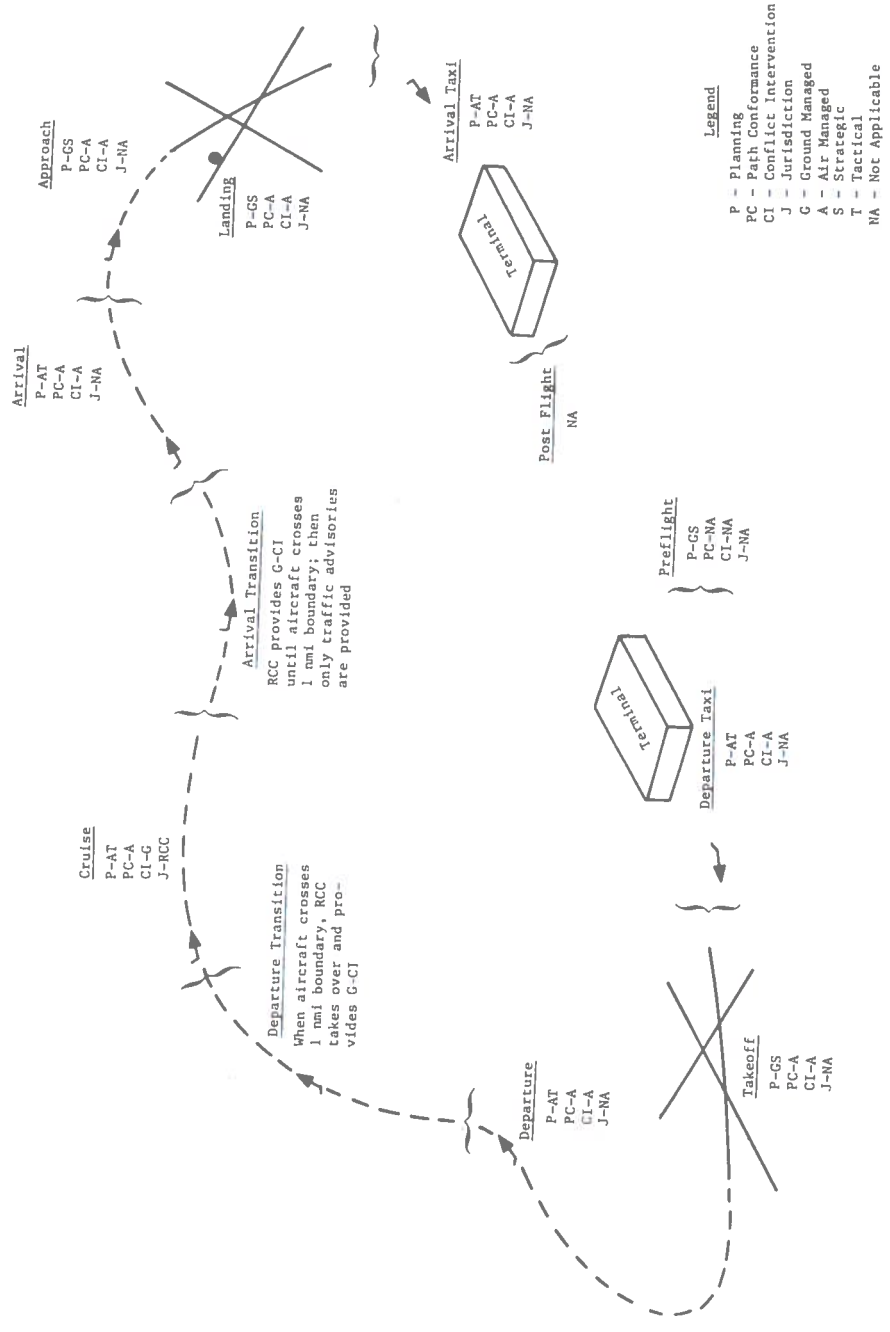 Preflight
P-GS
PC-NA
CI-NA
J-NA
Terminal
Departure Taxi
P-AT
PC-A
CI-A
J-NA
Takeoff
P-GS
PC-A
CI-A
J-NA
Departure
P-AT
PC-A
CI-A
J-NA
Departure Transition
When aircraft crosses
1 nmi boundary, RCC
takes over and pro-
vides G-CI
Cruise
P-AT
PC-A
CI-G
J-RCC
Arrival Transition
RCC provides G-CI
until aircraft crosses
1 nmi boundary; then
only traffic advisories
are provided
Arrival
P-AT
PC-A
CI-A
J-NA
Approach
P-GS
PC-A
CI-A
J-NA
Landing
P-GS
PC-A
CI-A
J-NA
Arrival Taxi
P-AT
PC-A
CI-A
J-NA
Terminal
Post Flight
NA
Legend
P - Planning
PC - Path Conformance
CI - Conflict Intervention
J - Jurisdiction
G - Ground Managed
A - Air Managed
S - Strategic
T - Tactical
NA - Not Applicable